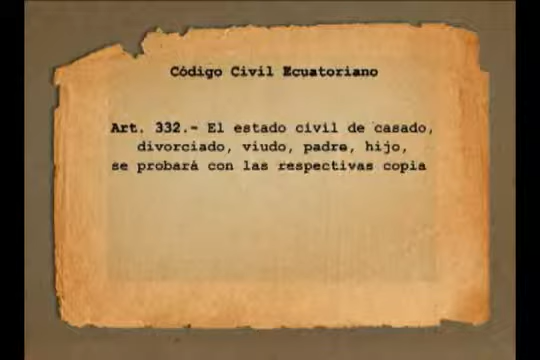 Código Civil Ecuatoriano
Art. 332.- El estado civil de casado,
divorciado, viudo, padre, hijo,
se probará con las respectivas copia